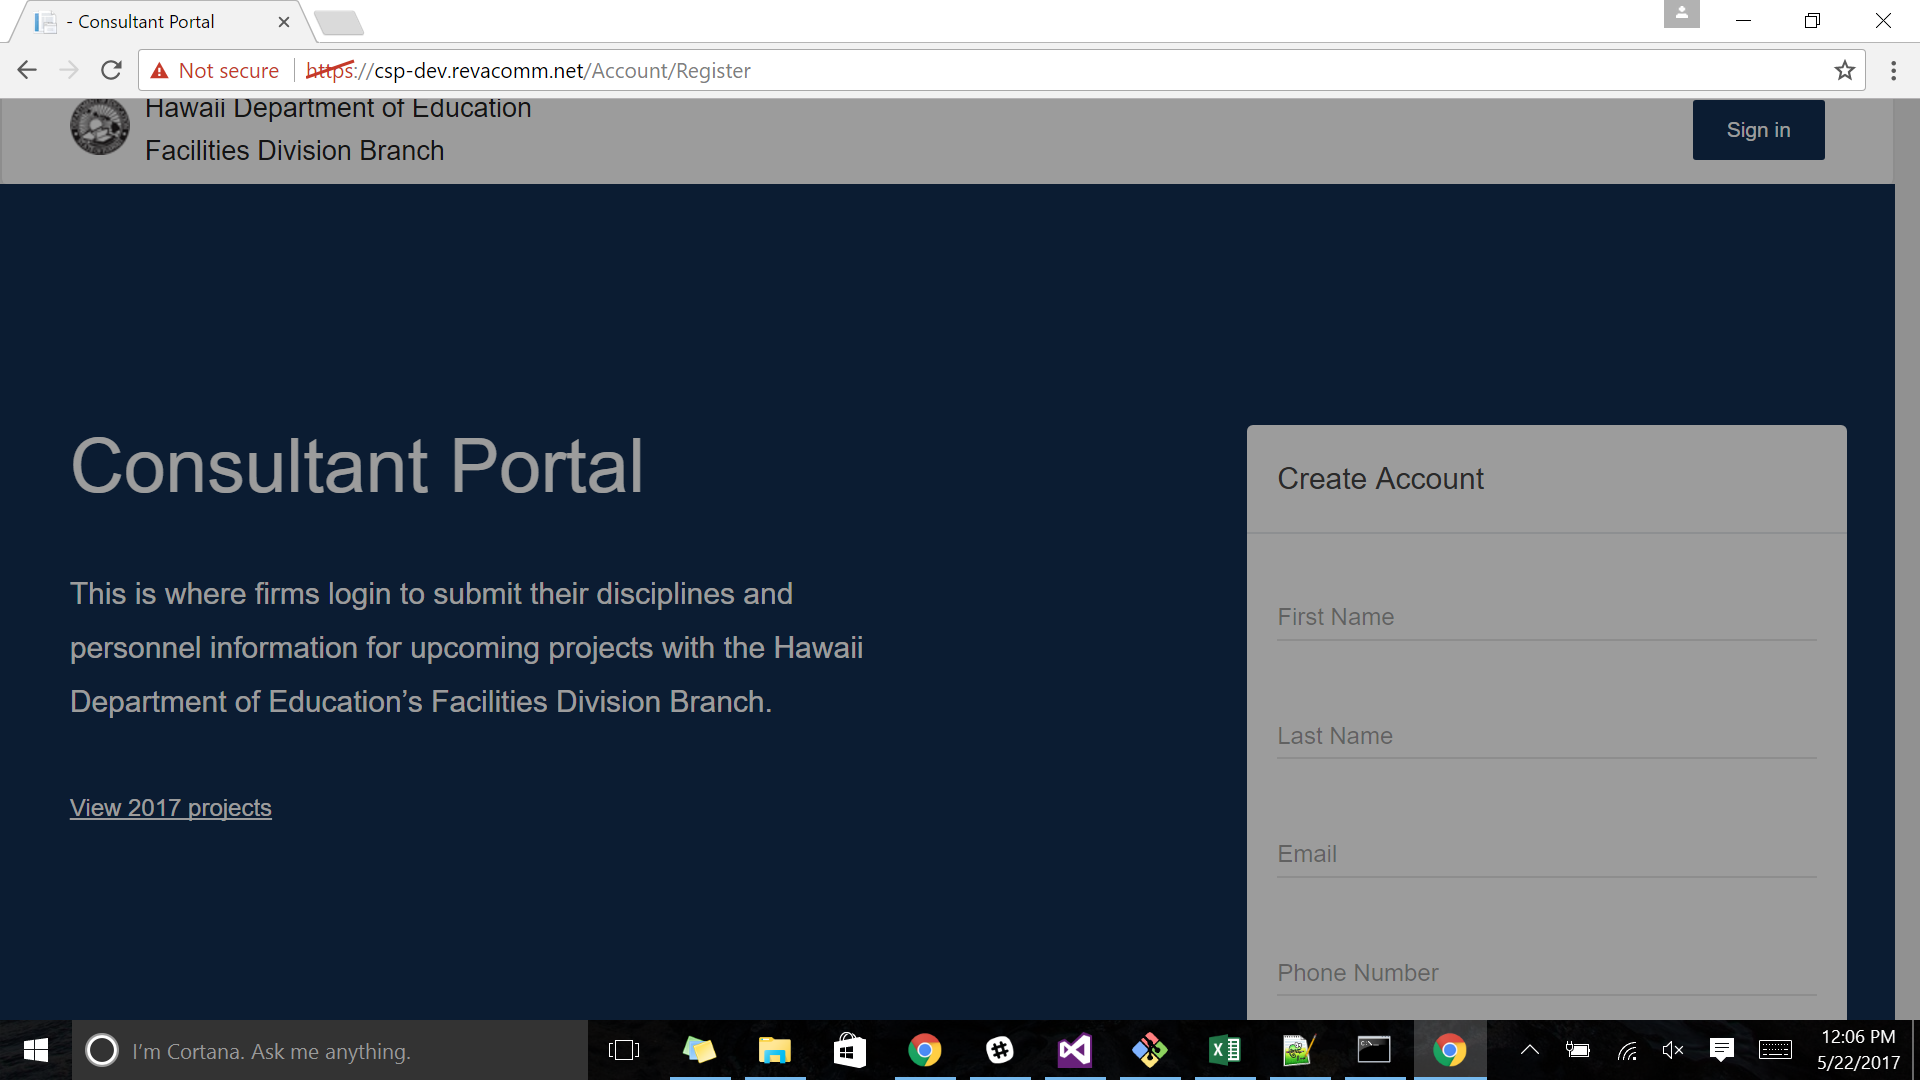 - Consultant Portal
Not secure
https://csp-dev.revacomm.net/Account/Register
Hawaii Department of Education
Facilities Division Branch
Sign in
Consultant Portal
This is where firms login to submit their disciplines and
personnel information for upcoming projects with the Hawaii
Department of Education’s Facilities Division Branch.
View 2017 projects
Create Account
First Name
Last Name
Email
Phone Number
I'm Cortana. Ask me anything.
12:06 PM
5/22/2017